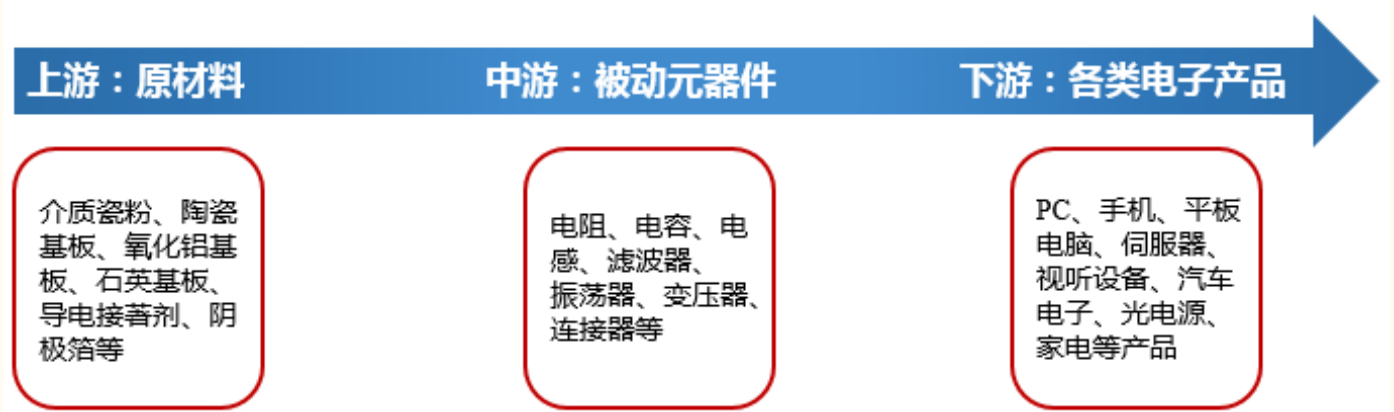 上游：原材料
中游：被动元器件
下游：各类电子产品
介质瓷粉、陶瓷
基板、氧化铝基
板、石英基板、
导电接著剂、阴
极箔等
电阻、电容、电
感、滤波器、
振荡器、变压器、
连接器等
PC、手机、平板
电脑、伺服器、
视听设备、汽车
电子、光电源、
家电等产品